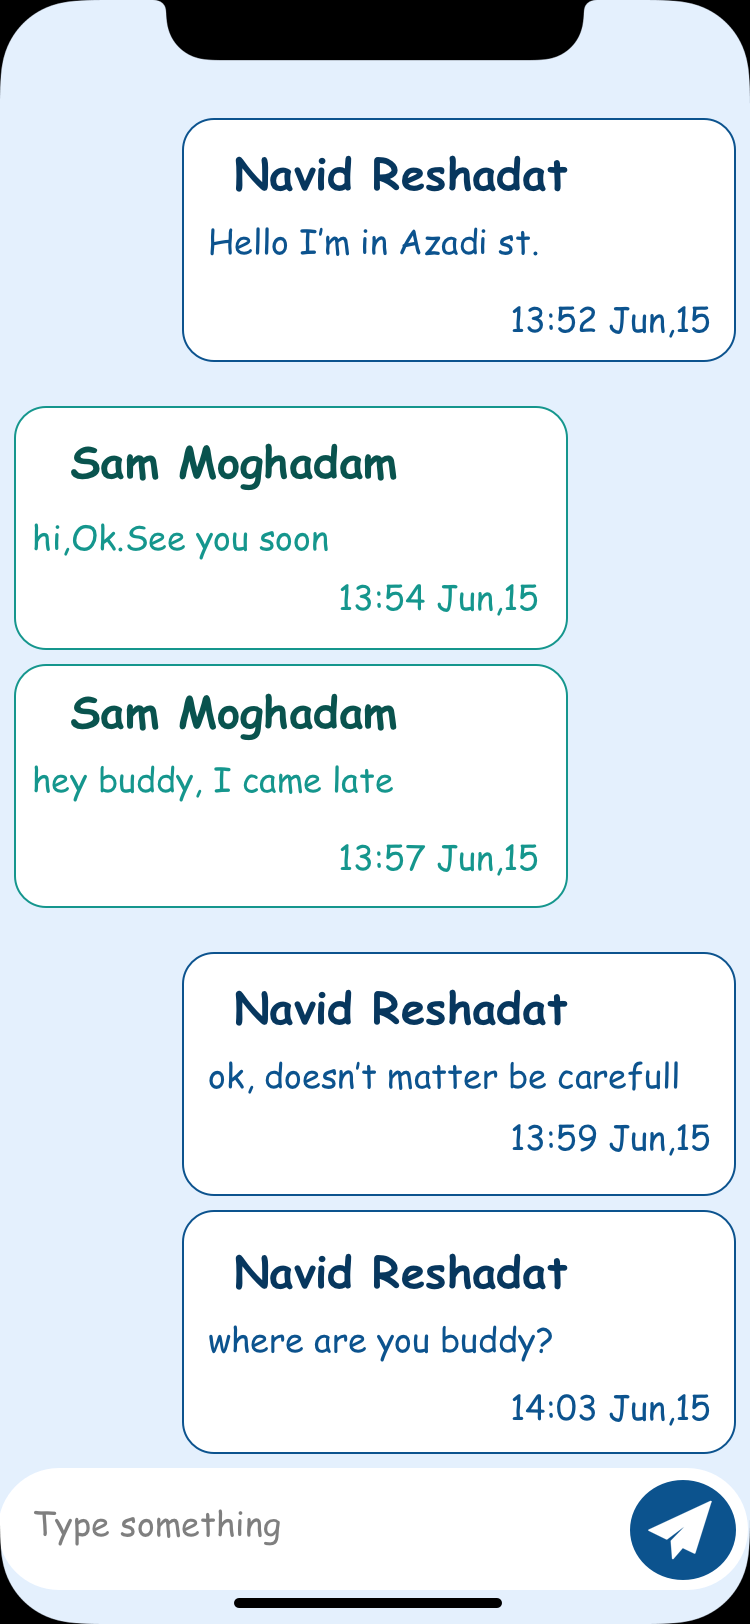 Navid Reshadat
Hello I'm in Azadi st.
13:52 Jun,15
Sam Moghadam
hi,Ok.See you soon
13:54 Jun,15
Sam Moghadam
hey buddy, I came late
13:57 Jun,15
Navid Reshadat
ok, doesn't matter be carefull
13:59 Jun,15
Navid Reshadat
where are you buddy?
14:03 Jun,15
Type something